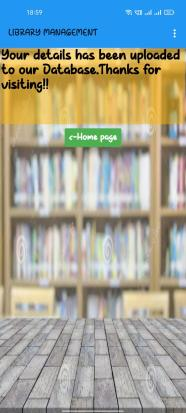 18:59
LIBRARY MANAGEMENT
Your details has been uploaded
to our Database.Thanks for
visiting!!
<-Home page